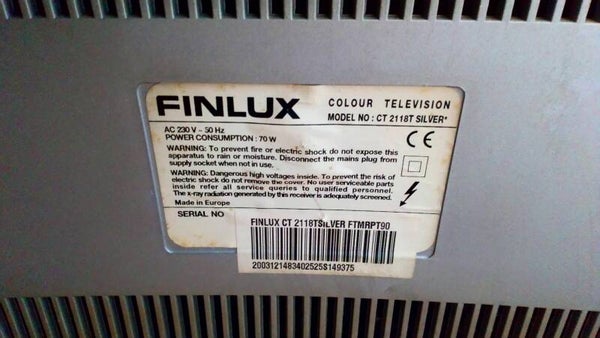 FINLUX
COLOUR TELEVISION
MODEL NO : CT 2118T SILVER*
AC 230 V ~ 50 Hz
POWER CONSUMPTION : 70 W
WARNING: To prevent fire or electric shock do not expose this
apparatus to rain or moisture. Disconnect the mains plug from
supply socket when not in use.
WARNING: Dangerous high voltages inside. To prevent the risk of
electric shock do not remove the cover. No user serviceable parts
inside refer all service queries to qualified personnel.
The x-ray radiation generated by this receiver is adequately screened.
Made in Europe
CE
SERIAL NO
FINLUX CT 2118TSILVER FTMRPT90
2003121483402525S149375